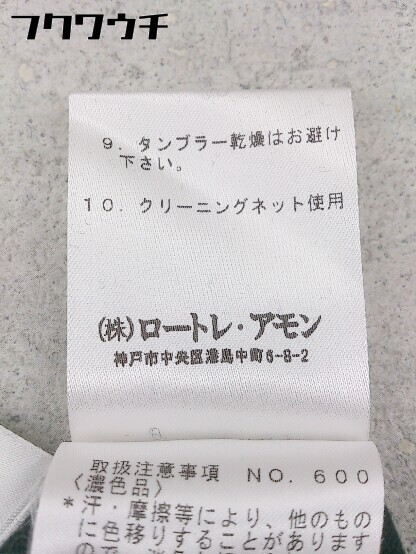 フクワウチ
9. タンブラー乾燥はお避け
下さい。
10. クリーニングネット使用
(株)ロートレ・アモン
神戸市中央区港島中町6-8-2
取扱注意事項 NO. 600
〈濃色品〉
*汗・摩擦等により、他のもの
に色移りすることがあります